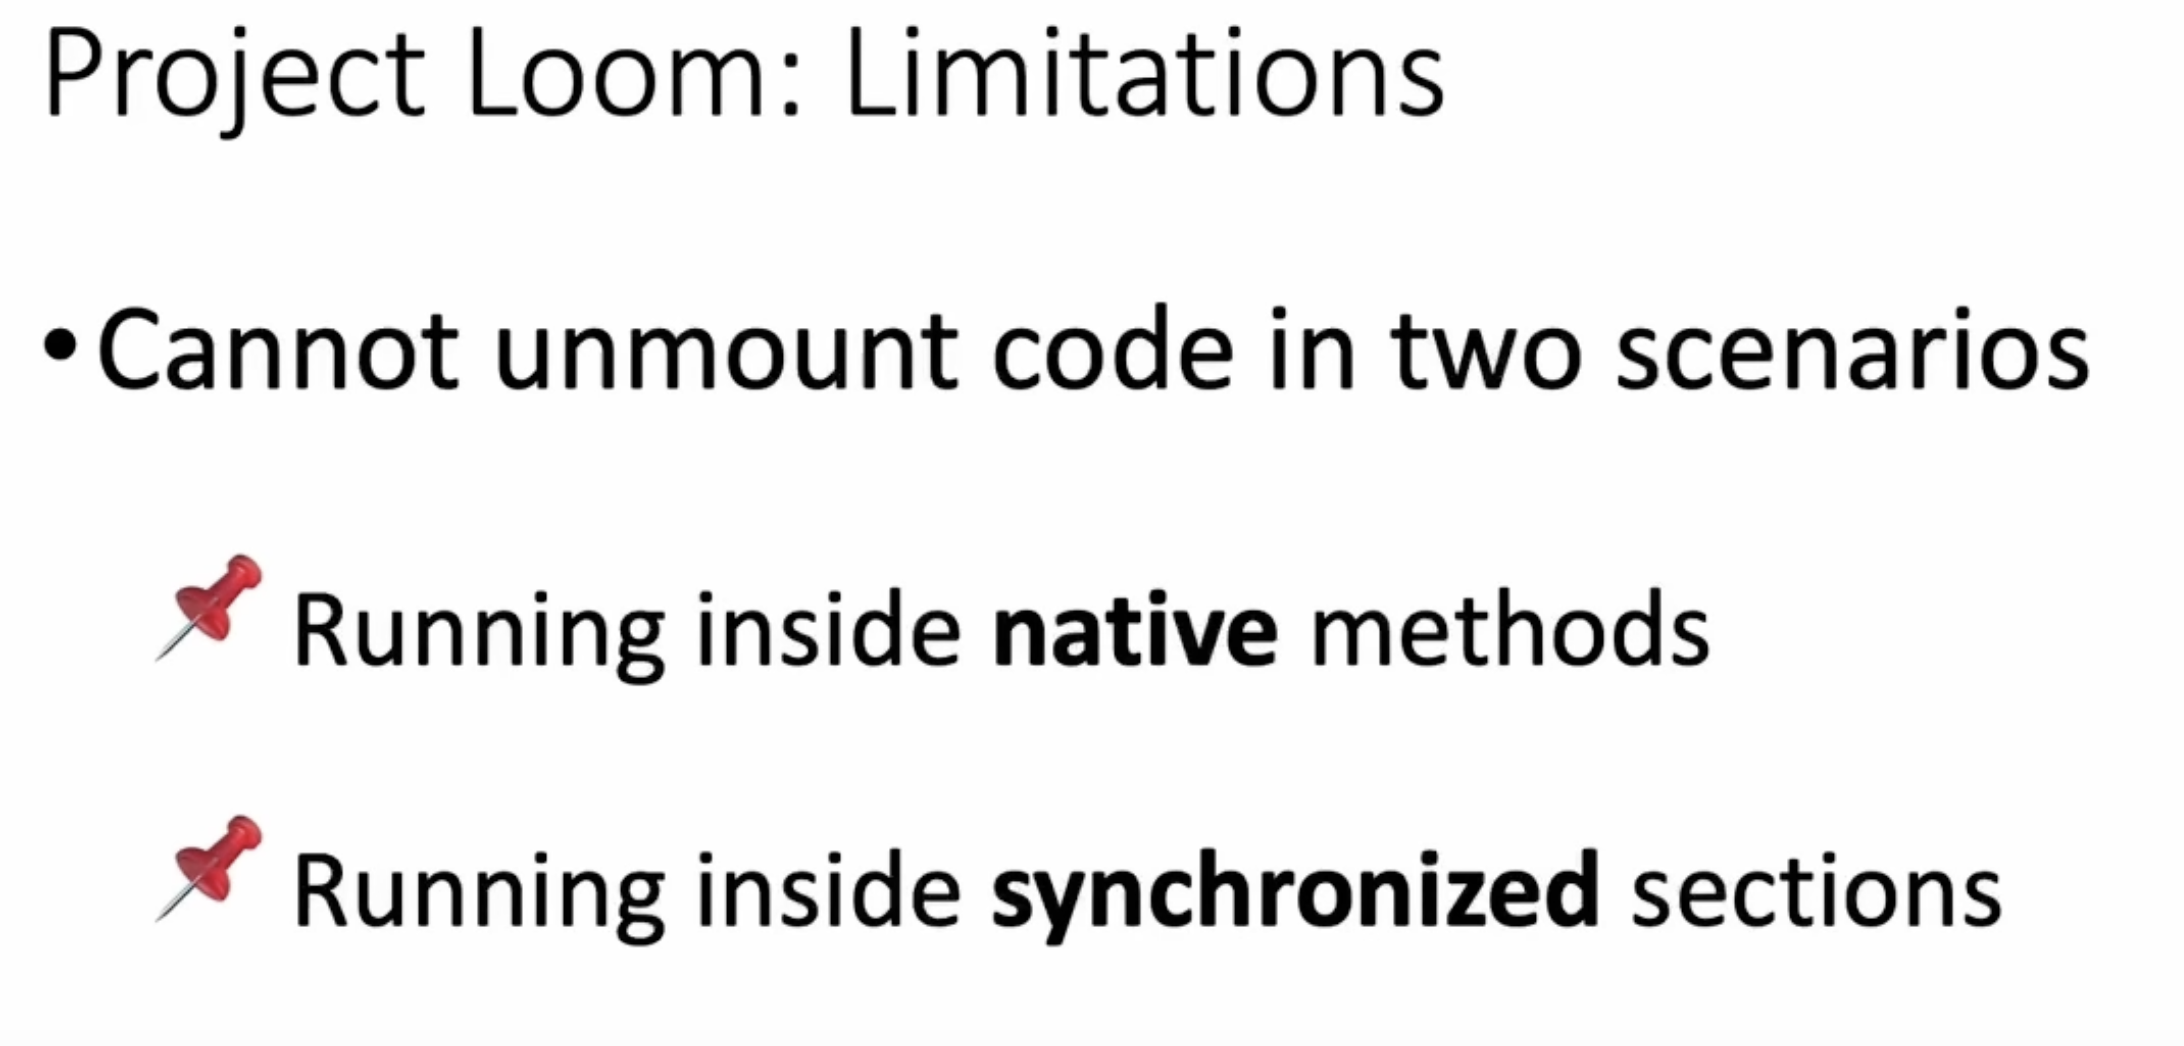 Project Loom: Limitations
•Cannot unmount code in two scenarios
Running inside native methods
Running inside synchronized sections